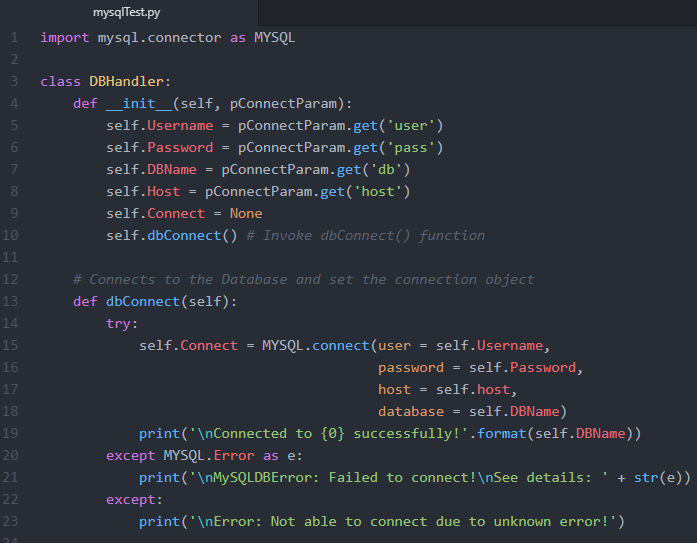 mysqlTest.py
1 import mysql.connector as MYSQL
2
3 class DBHandler:
4     def __init__(self, pConnectParam):
5         self.Username = pConnectParam.get('user')
6         self.Password = pConnectParam.get('pass')
7         self.DBName = pConnectParam.get('db')
8         self.Host = pConnectParam.get('host')
9         self.Connect = None
10         self.dbConnect() # Invoke dbConnect() function
11
12     # Connects to the Database and set the connection object
13     def dbConnect(self):
14         try:
15             self.Connect = MYSQL.connect(user = self.Username,
16                                          password = self.Password,
17                                          host = self.host,
18                                          database = self.DBName)
19             print('\nConnected to {0} successfully!'.format(self.DBName))
20         except MYSQL.Error as e:
21             print('\nMySQLDBError: Failed to connect!\nSee details: ' + str(e))
22         except:
23             print('\nError: Not able to connect due to unknown error!')
24